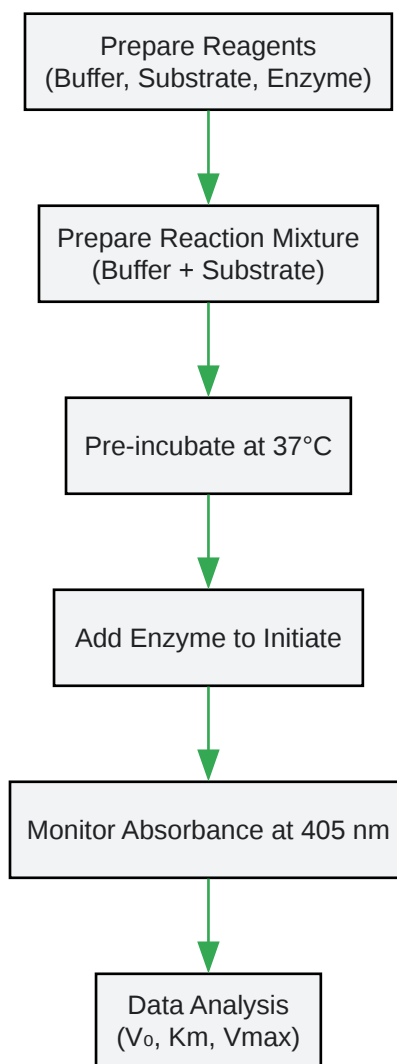 Prepare Reagents
(Buffer, Substrate, Enzyme)
Prepare Reaction Mixture
(Buffer + Substrate)
Pre-incubate at 37°C
Add Enzyme to Initiate
Monitor Absorbance at 405 nm
Data Analysis
(V₀, Km, Vmax)